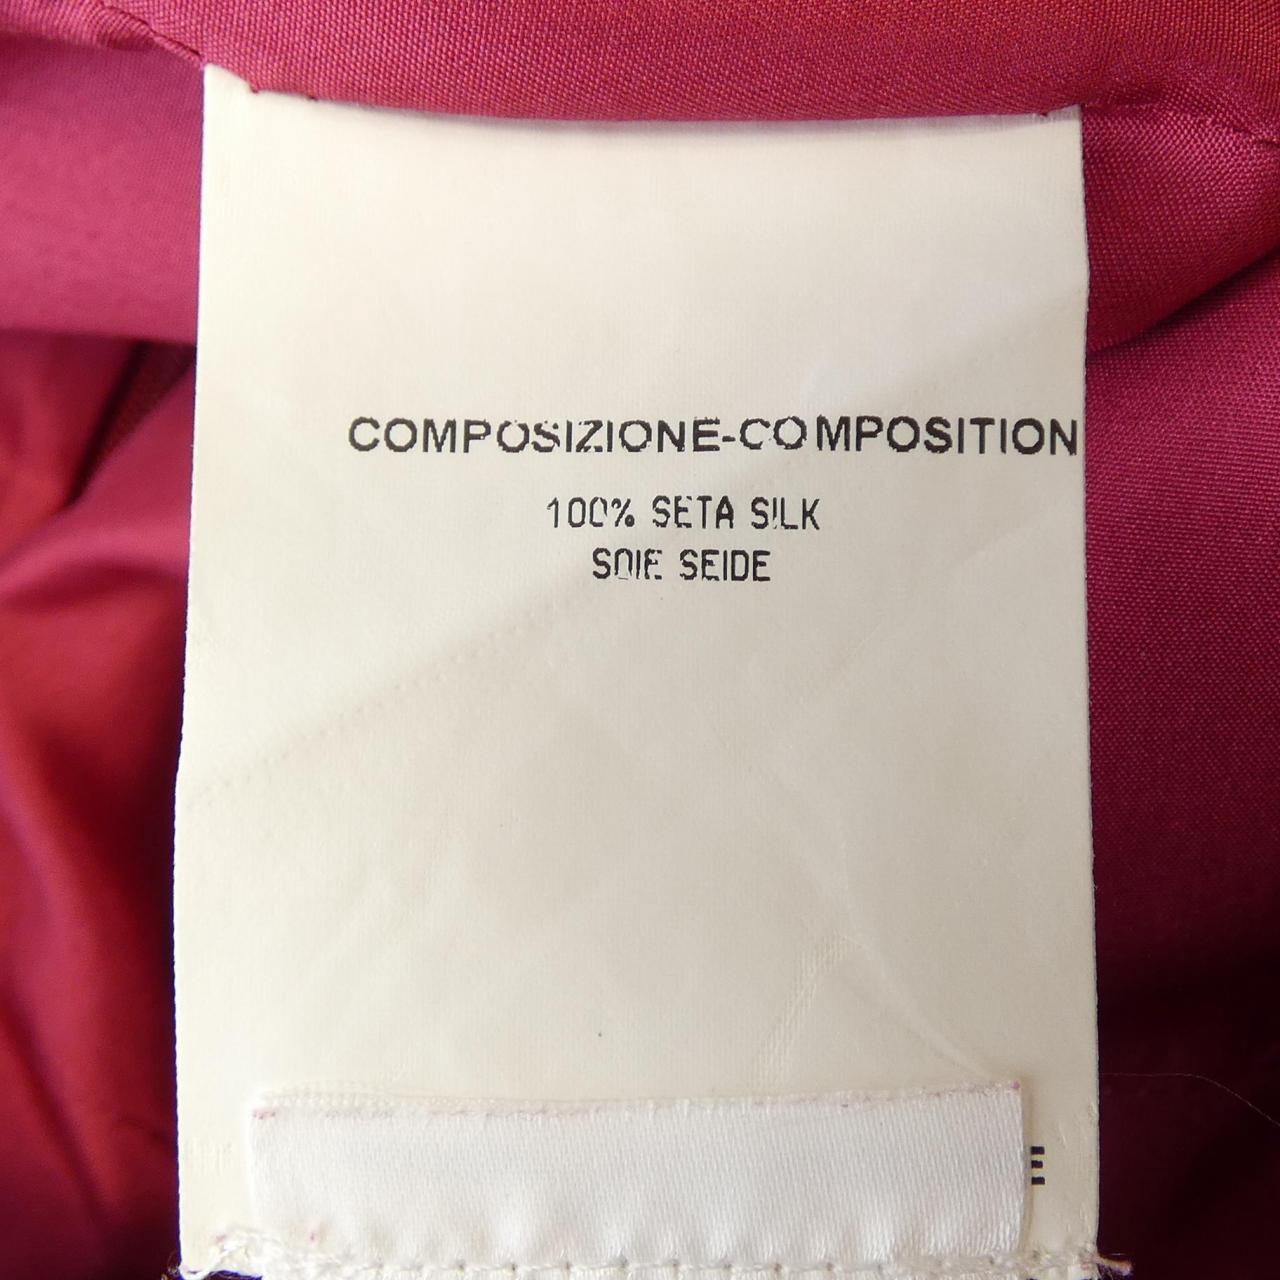 COMPOSIZIONE-COMPOSITION
100% SETA SILK
SOIE SEIDE
E